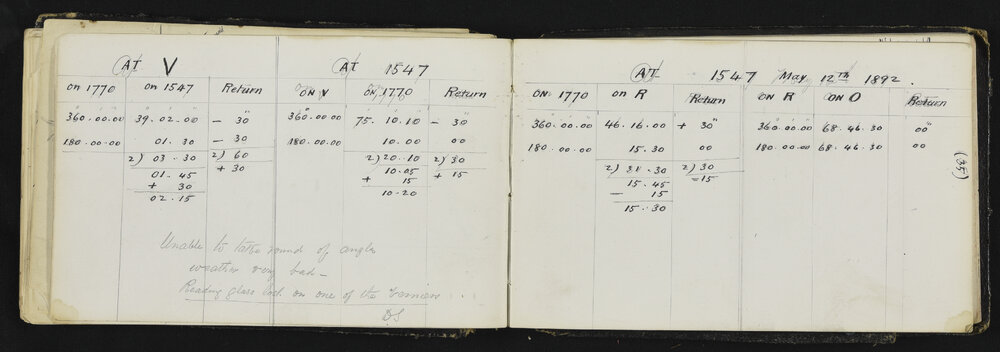 AT V
on 1770 on 1547 Return
360.00.00 39.02.00 - 30"
180.00.00 01.30 - 30
2) 03.30 2) 60
01.45 + 30
+ 30
02.15
AT 1547
ON V ON 1770 Return
360.00.00 75.10.10 - 30"
180.00.00 10.00 00
2) 20.10 2) 30
10.05 + 15
+ 15
10.20
Unable to take round of angles
weather very bad -
Reading glass lost on one of the Verniers
DS
AT 1547 May 12th 1892.
ON 1770 on R Return
360.00.00 46.16.00 + 30"
180.00.00 15.30 00
2) 31.30 2) 30
15.45 - 15
- 15
15.30
ON R ON O Return
360.00.00 68.46.30 00"
180.00.00 68.46.30 00
(35)